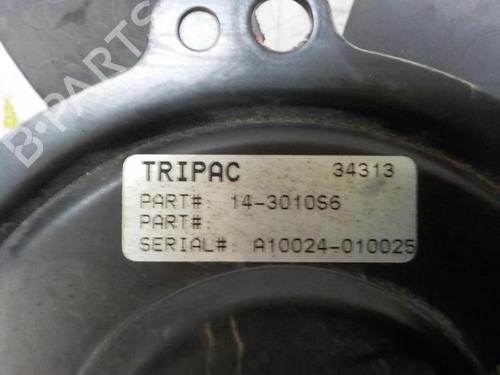 B-PARTS
TRIPAC 34313
PART#: 14-3010S6
PART#:
SERIAL#: A10024-010025